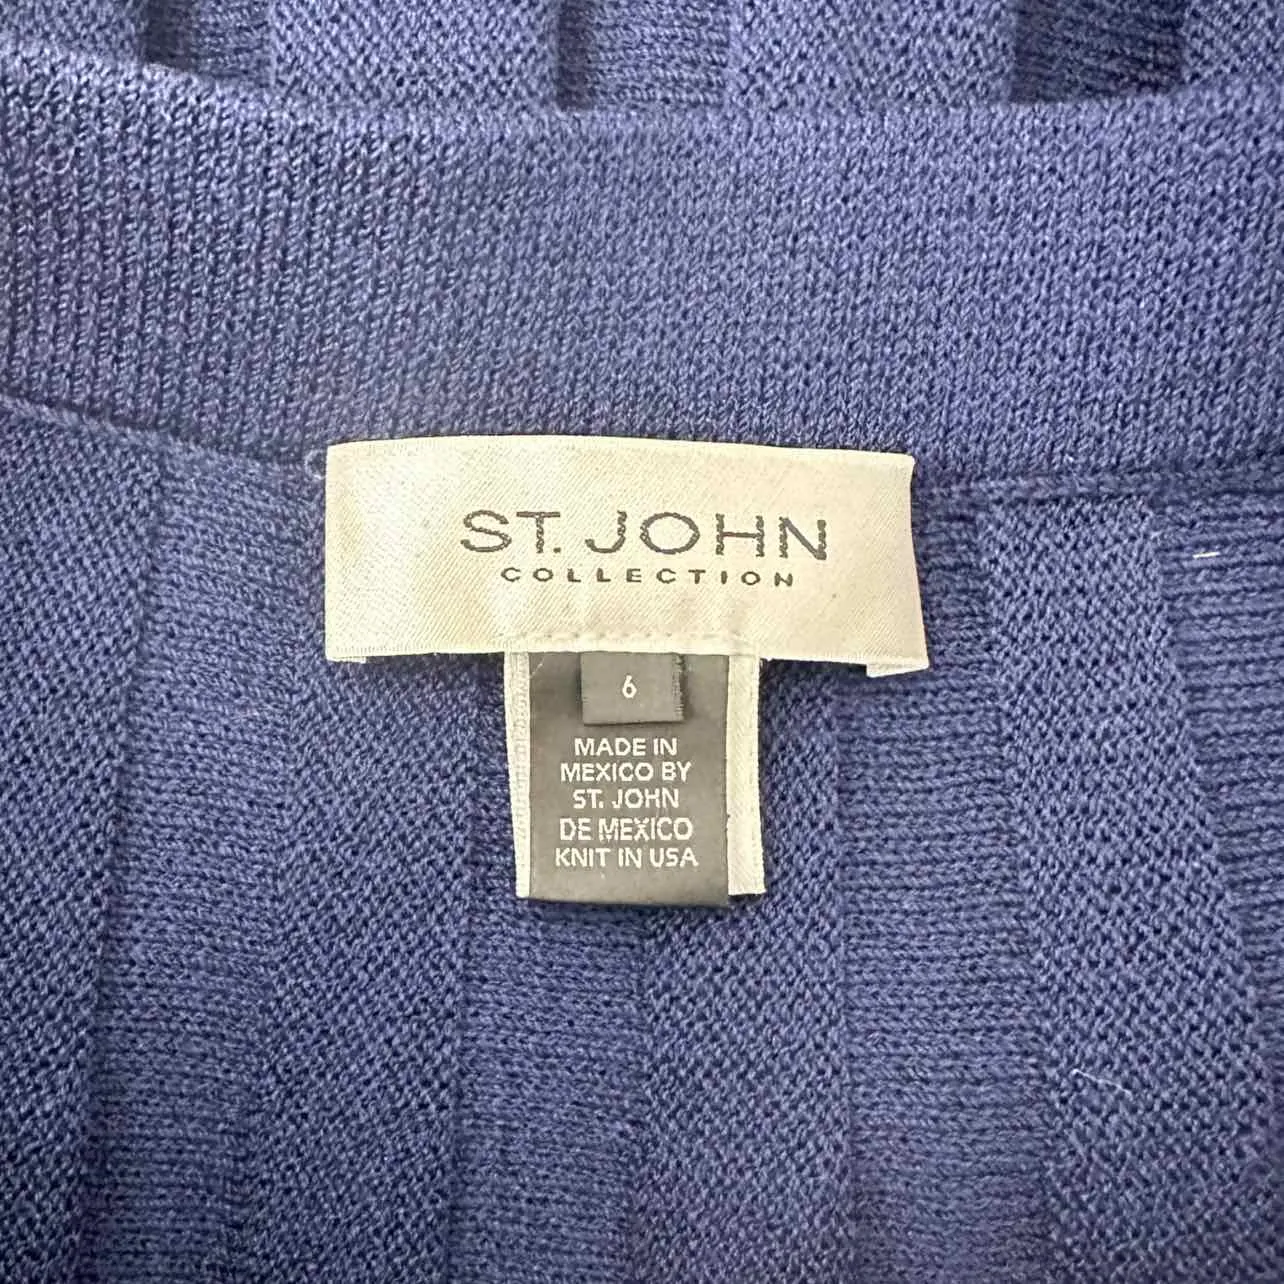 ST. JOHN
COLLECTION
6
MADE IN
MEXICO BY
ST. JOHN
DE MEXICO
KNIT IN USA